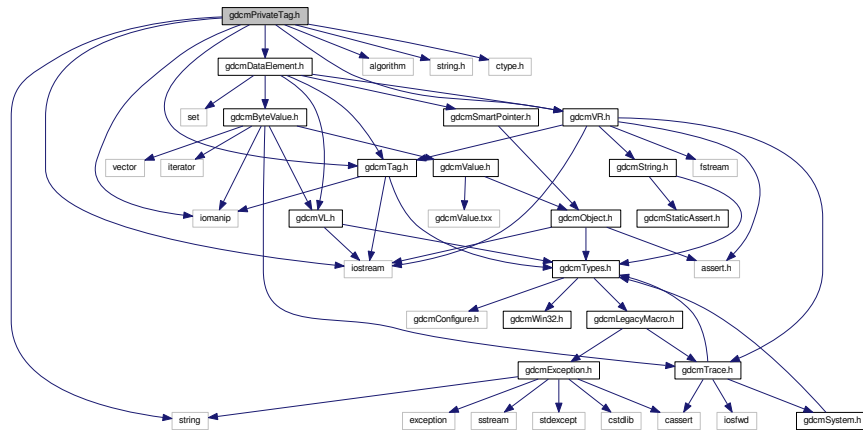 gdcmPrivateTag.h
gdcmDataElement.h
algorithm
string.h
ctype.h
set
gdcmByteValue.h
gdcmSmartPointer.h
gdcmVR.h
vector
iterator
gdcmTag.h
gdcmValue.h
gdcmString.h
fstream
iomanip
gdcmVL.h
gdcmValue.txx
gdcmObject.h
gdcmStaticAssert.h
iostream
gdcmTypes.h
assert.h
gdcmConfigure.h
gdcmWin32.h
gdcmLegacyMacro.h
gdcmException.h
gdcmTrace.h
string
exception
sstream
stdexcept
cstdlib
cassert
iosfwd
gdcmSystem.h